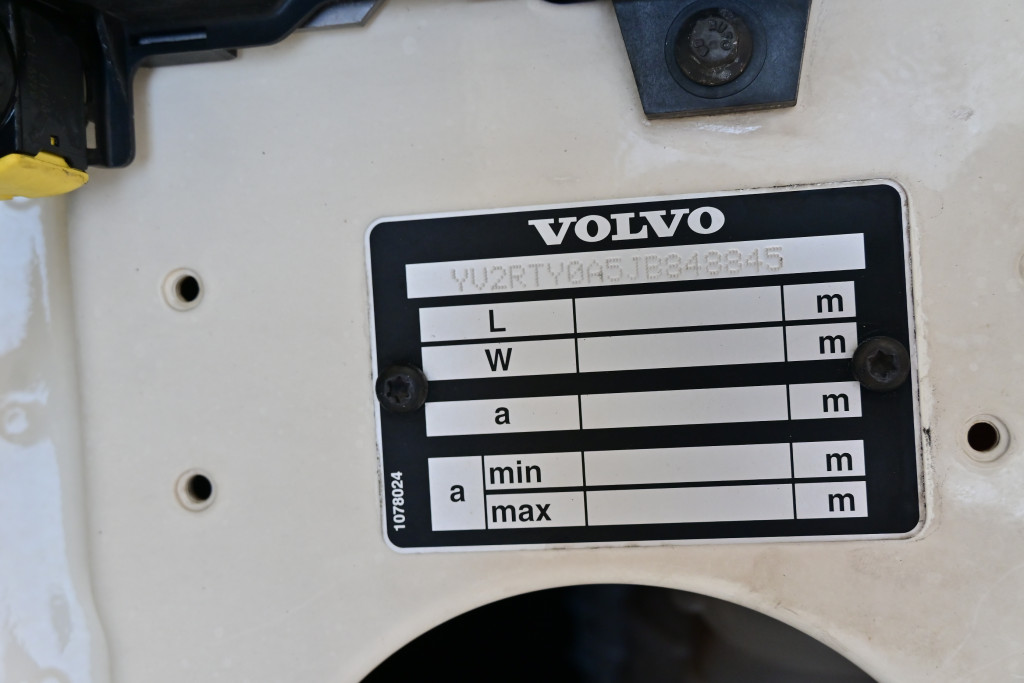 VOLVO
YV2RTY0A5JB848845
L m
W m
a m
a min m
max m
1078024